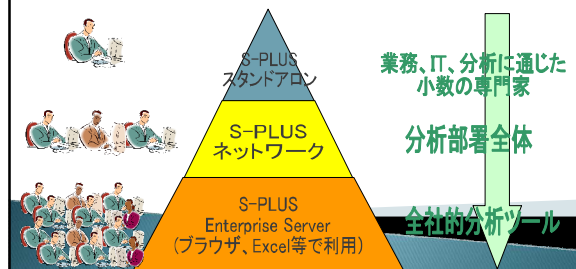 S-PLUS
スタンドアロン
業務、IT、分析に通じた
小数の専門家
S-PLUS
ネットワーク
分析部署全体
S-PLUS
Enterprise Server
(ブラウザ、Excel等で利用)
全社的分析ツール